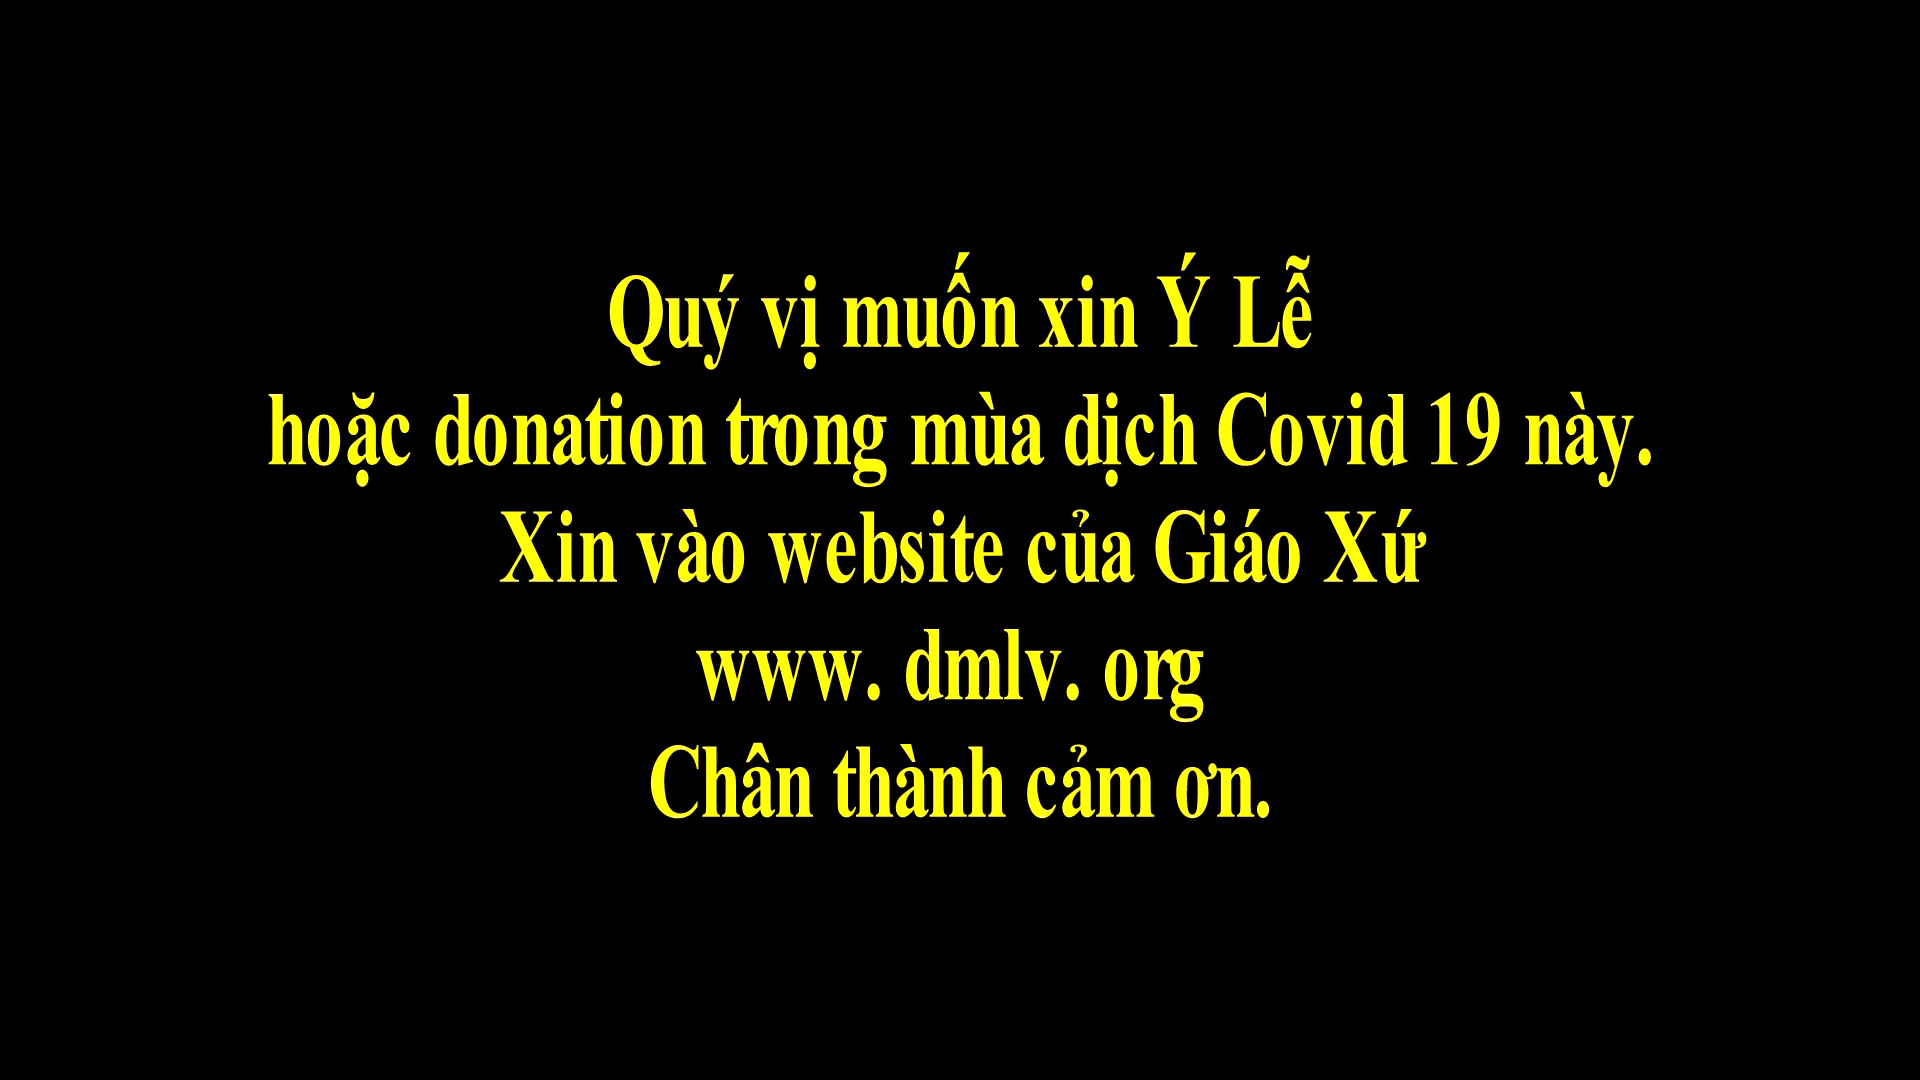 Quý vị muốn xin Ý Lễ
hoặc donation trong mùa dịch Covid 19 này.
Xin vào website của Giáo Xứ
www. dmlv. org
Chân thành cảm ơn.